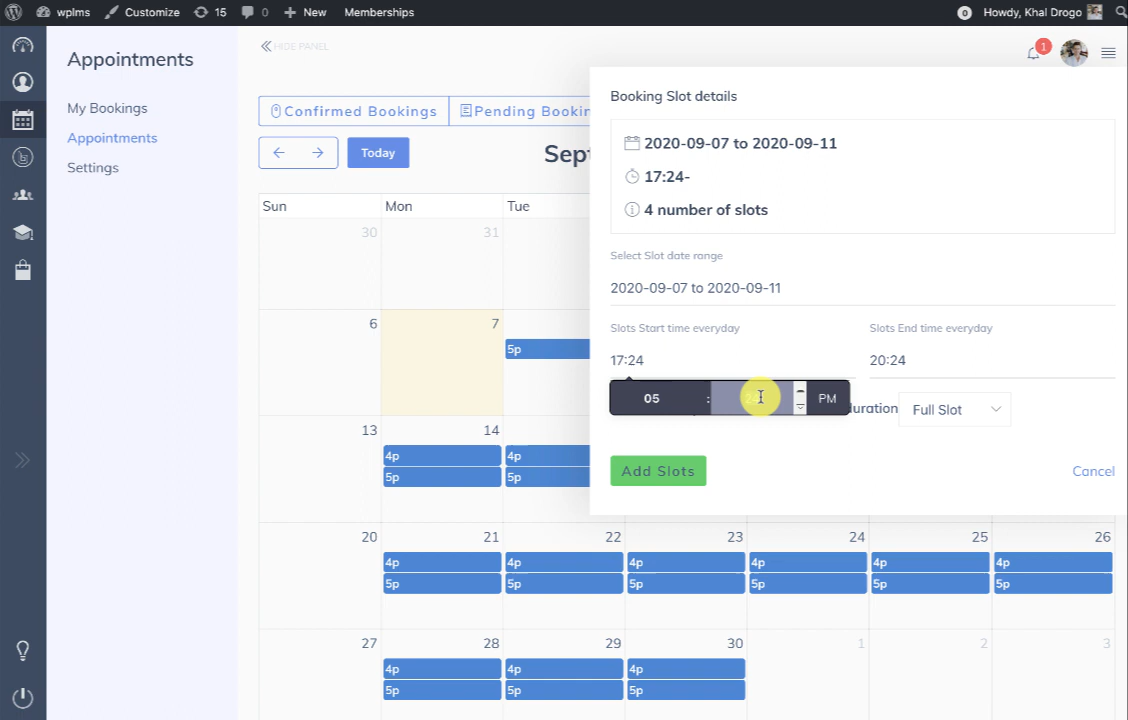 wplms Customize 15 0 New Memberships 0 Howdy, Khal Drogo
Appointments
My Bookings
Appointments
Settings
HIDE PANEL
1
Confirmed Bookings Pending Bookin
Today
Sept
Sun Mon Tue
30 31
6 7
5p
13 14
4p 4p
5p 5p
20 21 22 23 24 25 26
4p 4p 4p 4p 4p 4p
5p 5p 5p 5p 5p 5p
27 28 29 30 1 2 3
4p 4p 4p
5p 5p 5p
Booking Slot details
2020-09-07 to 2020-09-11
17:24-
4 number of slots
Select Slot date range
2020-09-07 to 2020-09-11
Slots Start time everyday Slots End time everyday
17:24 20:24
05 : 24 PM
duration Full Slot
Add Slots Cancel